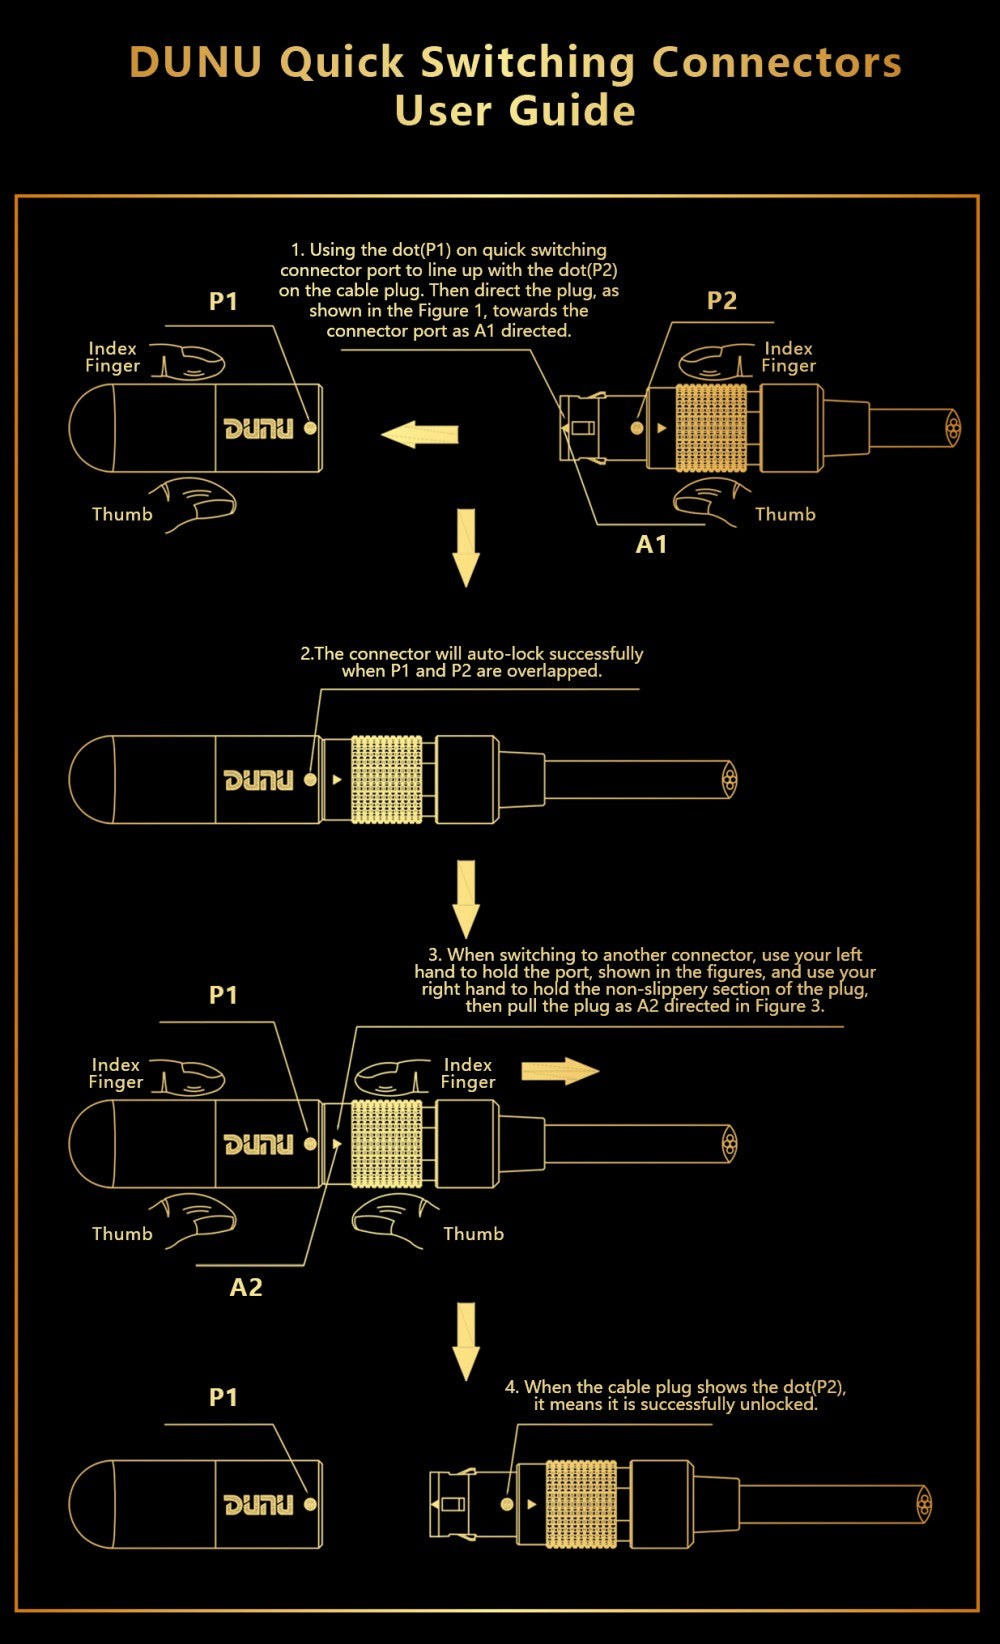 DUNU Quick Switching Connectors
User Guide
1. Using the dot(P1) on quick switching
connector port to line up with the dot(P2)
on the cable plug. Then direct the plug, as
shown in the Figure 1, towards the
connector port as A1 directed.
P1
P2
Index
Finger
Index
Finger
DUNU
Thumb
Thumb
A1
2.The connector will auto-lock successfully
when P1 and P2 are overlapped.
DUNU
3. When switching to another connector, use your left
hand to hold the port, shown in the figures, and use your
right hand to hold the non-slippery section of the plug,
then pull the plug as A2 directed in Figure 3.
P1
Index
Finger
Index
Finger
DUNU
Thumb
Thumb
A2
4. When the cable plug shows the dot(P2),
it means it is successfully unlocked.
P1
DUNU